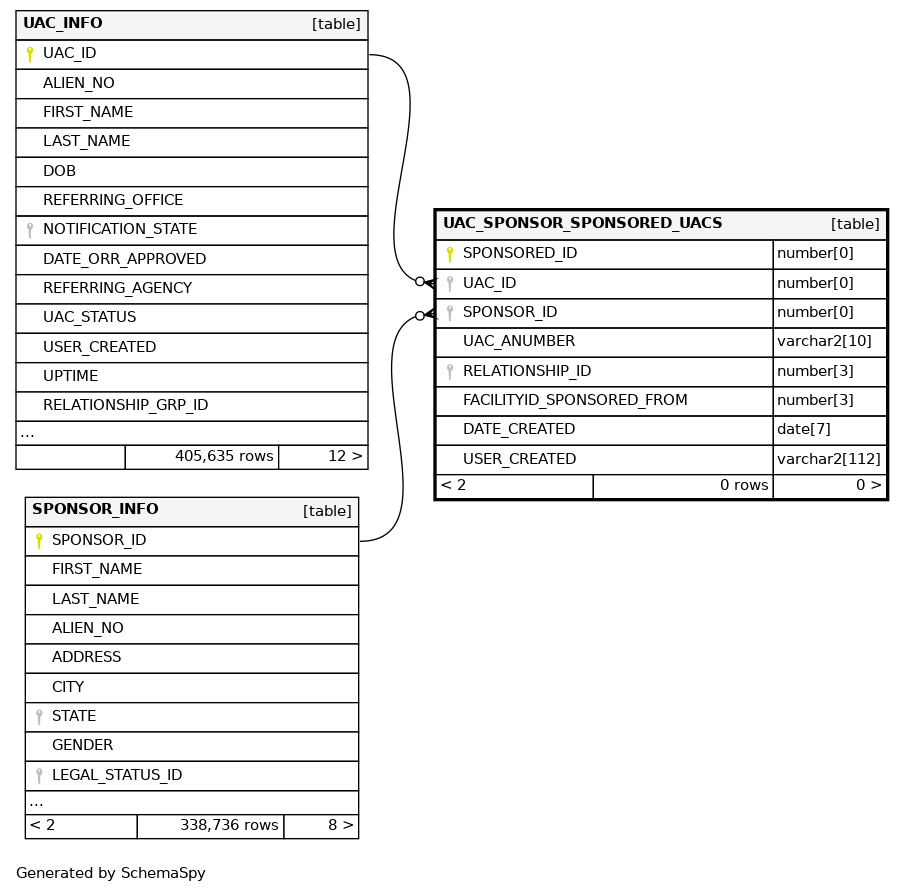 UAC_INFO [table]
UAC_ID
ALIEN_NO
FIRST_NAME
LAST_NAME
DOB
REFERRING_OFFICE
NOTIFICATION_STATE
DATE_ORR_APPROVED
REFERRING_AGENCY
UAC_STATUS
USER_CREATED
UPTIME
RELATIONSHIP_GRP_ID
...
405,635 rows 12 >
UAC_SPONSOR_SPONSORED_UACS [table]
SPONSORED_ID number[0]
UAC_ID number[0]
SPONSOR_ID number[0]
UAC_ANUMBER varchar2[10]
RELATIONSHIP_ID number[3]
FACILITYID_SPONSORED_FROM number[3]
DATE_CREATED date[7]
USER_CREATED varchar2[112]
< 2 0 rows 0 >
SPONSOR_INFO [table]
SPONSOR_ID
FIRST_NAME
LAST_NAME
ALIEN_NO
ADDRESS
CITY
STATE
GENDER
LEGAL_STATUS_ID
...
< 2 338,736 rows 8 >
Generated by SchemaSpy